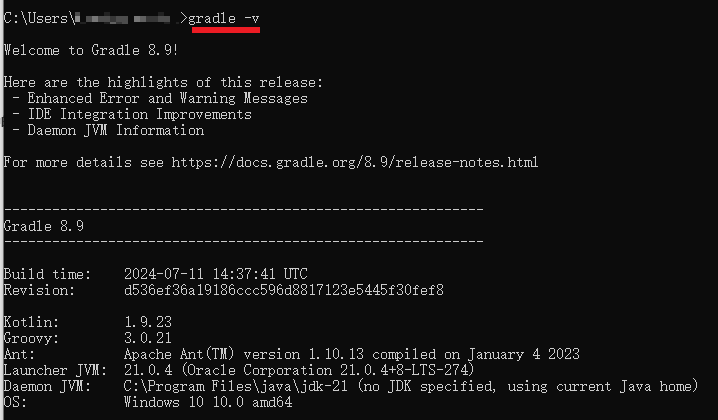 C:\Users\ >gradle -v
Welcome to Gradle 8.9!
Here are the highlights of this release:
- Enhanced Error and Warning Messages
- IDE Integration Improvements
- Daemon JVM Information
For more details see https://docs.gradle.org/8.9/release-notes.html
------------------------------------------------------------
Gradle 8.9
------------------------------------------------------------
Build time:    2024-07-11 14:37:41 UTC
Revision:      d536ef36a19186ccc596d8817123e5445f30fef8
Kotlin:        1.9.23
Groovy:        3.0.21
Ant:           Apache Ant(TM) version 1.10.13 compiled on January 4 2023
Launcher JVM:  21.0.4 (Oracle Corporation 21.0.4+8-LTS-274)
Daemon JVM:    C:\Program Files\java\jdk-21 (no JDK specified, using current Java home)
OS:            Windows 10 10.0 amd64